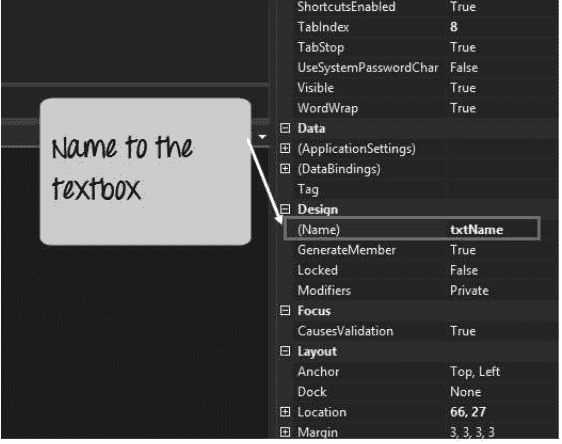 ShortcutsEnabled True
TabIndex 8
TabStop True
UseSystemPasswordChar False
Visible True
WordWrap True
Data
(ApplicationSettings)
(DataBindings)
Tag
Name to the
textbox
Design
(Name) txtName
GenerateMember True
Locked False
Modifiers Private
Focus
CausesValidation True
Layout
Anchor Top, Left
Dock None
Location 66, 27
Margin 3, 3, 3, 3